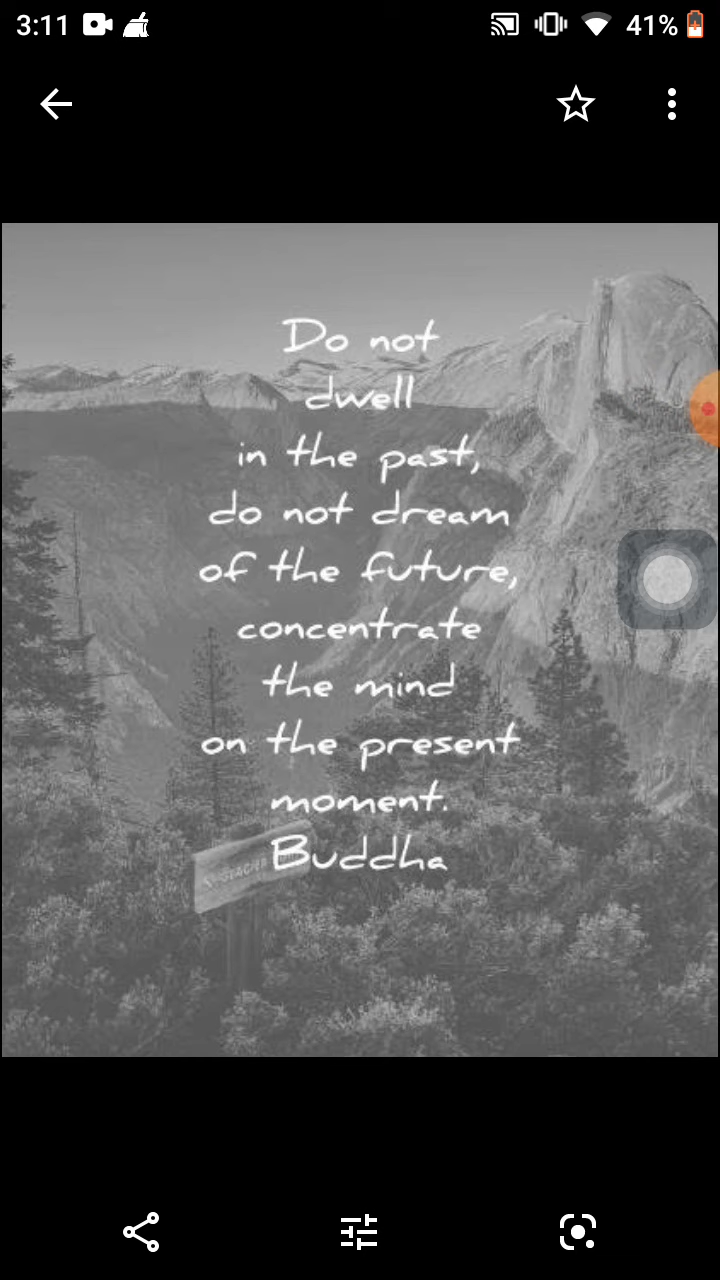 3:11
41%
Do not
dwell
in the past,
do not dream
of the future,
concentrate
the mind
on the present
moment.
Buddha